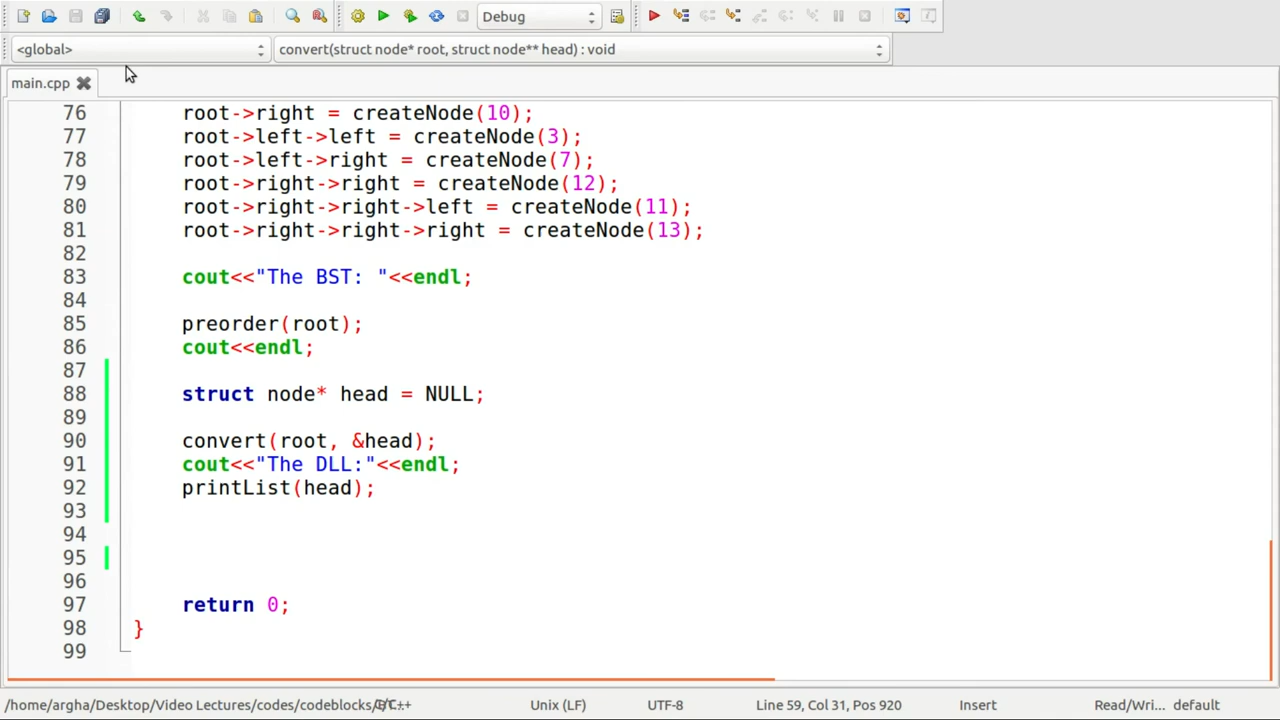 Debug
<global>
convert(struct node* root, struct node** head) : void
main.cpp
76 root->right = createNode(10);
77 root->left->left = createNode(3);
78 root->left->right = createNode(7);
79 root->right->right = createNode(12);
80 root->right->right->left = createNode(11);
81 root->right->right->right = createNode(13);
82
83 cout<<"The BST: "<<endl;
84
85 preorder(root);
86 cout<<endl;
87
88 struct node* head = NULL;
89
90 convert(root, &head);
91 cout<<"The DLL:"<<endl;
92 printList(head);
93
94
95
96
97 return 0;
98 }
99
/home/argha/Desktop/Video Lectures/codes/codeblocks/ Unix (LF) UTF-8 Line 59, Col 31, Pos 920 Insert Read/Wri... default